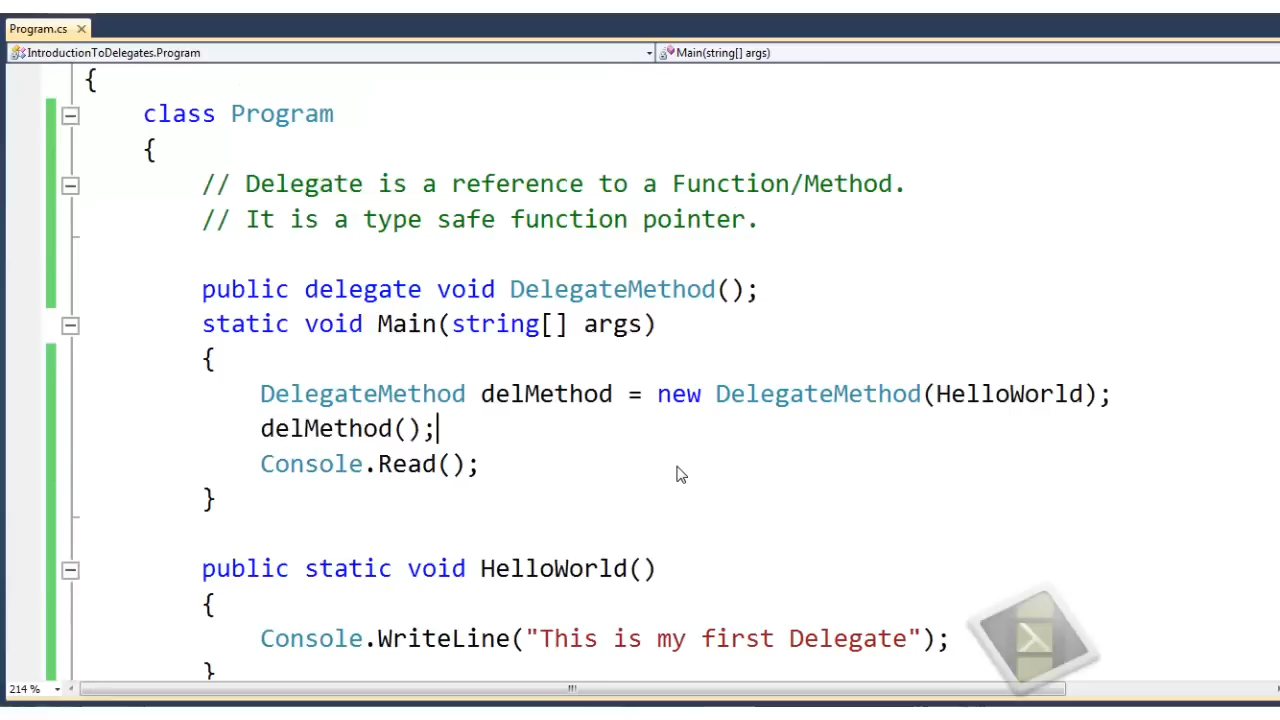 Program.cs
IntroductionToDelegates.Program
Main(string[] args)
{
class Program
{
// Delegate is a reference to a Function/Method.
// It is a type safe function pointer.
public delegate void DelegateMethod();
static void Main(string[] args)
{
DelegateMethod delMethod = new DelegateMethod(HelloWorld);
delMethod();
Console.Read();
}
public static void HelloWorld()
{
Console.WriteLine("This is my first Delegate");
}
214 %